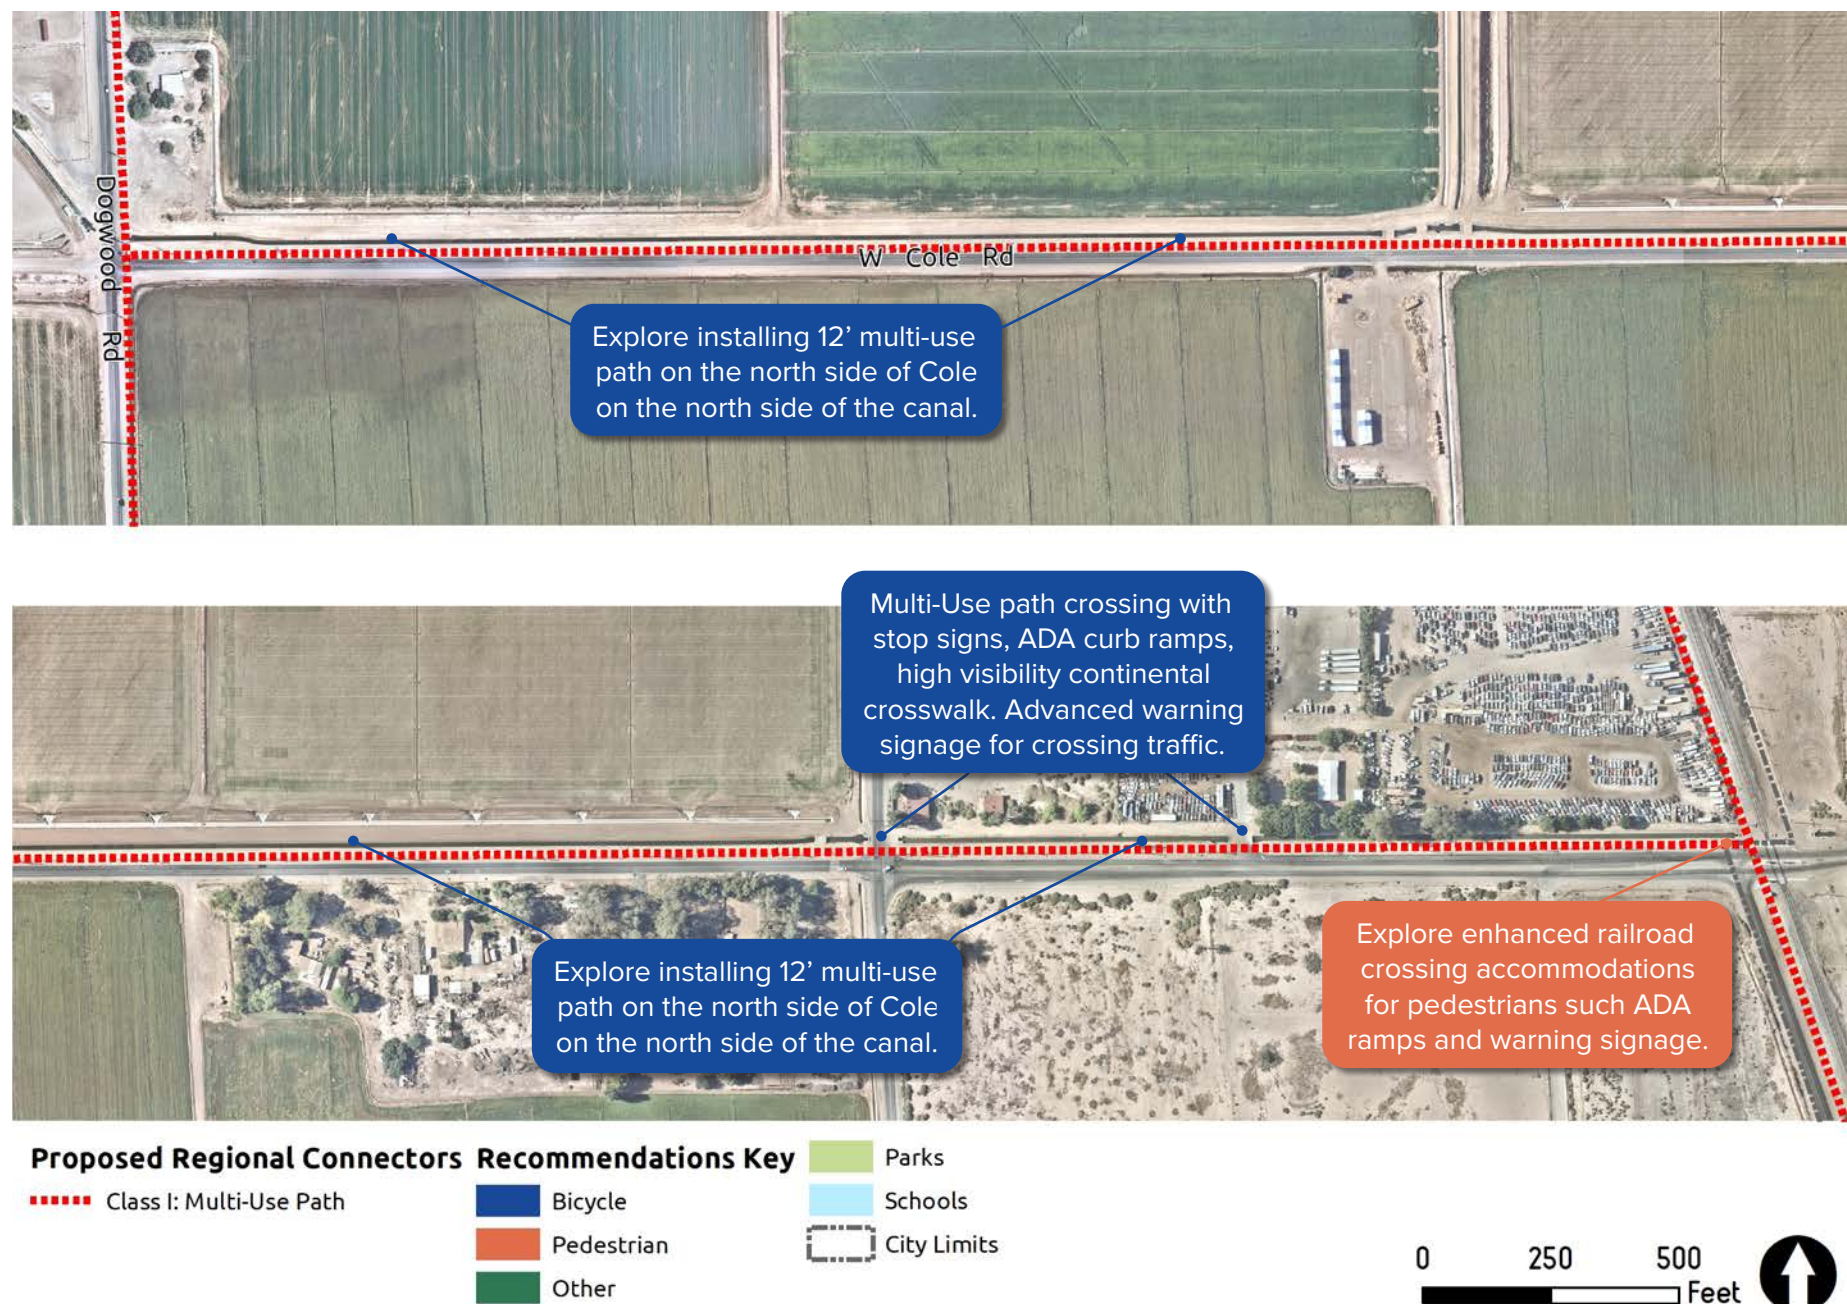 Dogwood Rd
W Cole Rd
Explore installing 12’ multi-use
path on the north side of Cole
on the north side of the canal.
Multi-Use path crossing with
stop signs, ADA curb ramps,
high visibility continental
crosswalk. Advanced warning
signage for crossing traffic.
Explore installing 12’ multi-use
path on the north side of Cole
on the north side of the canal.
Explore enhanced railroad
crossing accommodations
for pedestrians such ADA
ramps and warning signage.
Proposed Regional Connectors
Class I: Multi-Use Path
Recommendations Key
Bicycle
Pedestrian
Other
Parks
Schools
City Limits
0 250 500
Feet